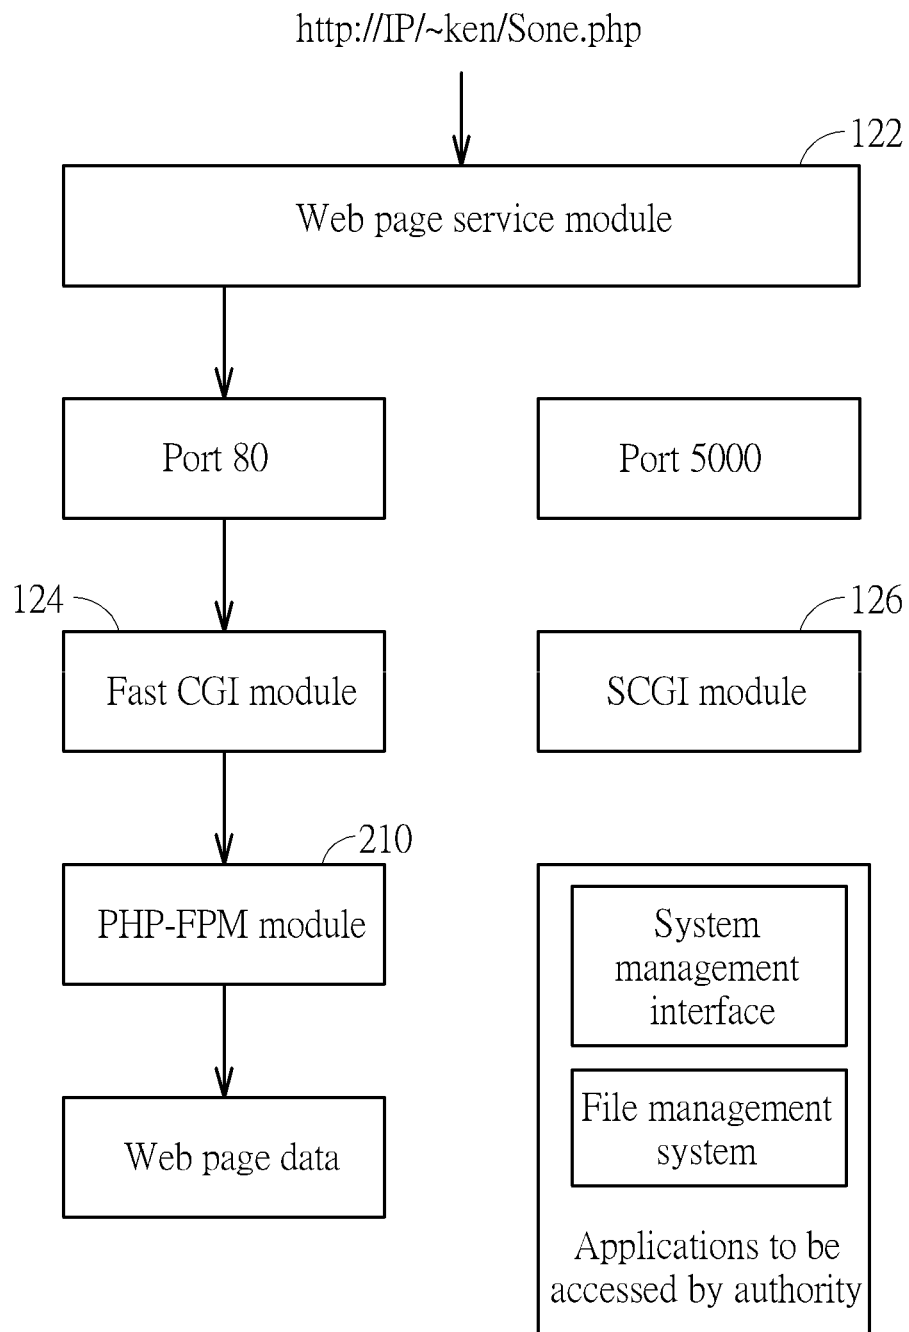 http://IP/~ken/Sone.php
122
Web page service module
Port 80
Port 5000
124
126
Fast CGI module
SCGI module
210
PHP-FPM module
System
management
interface
File management
system
Web page data
Applications to be
accessed by authority